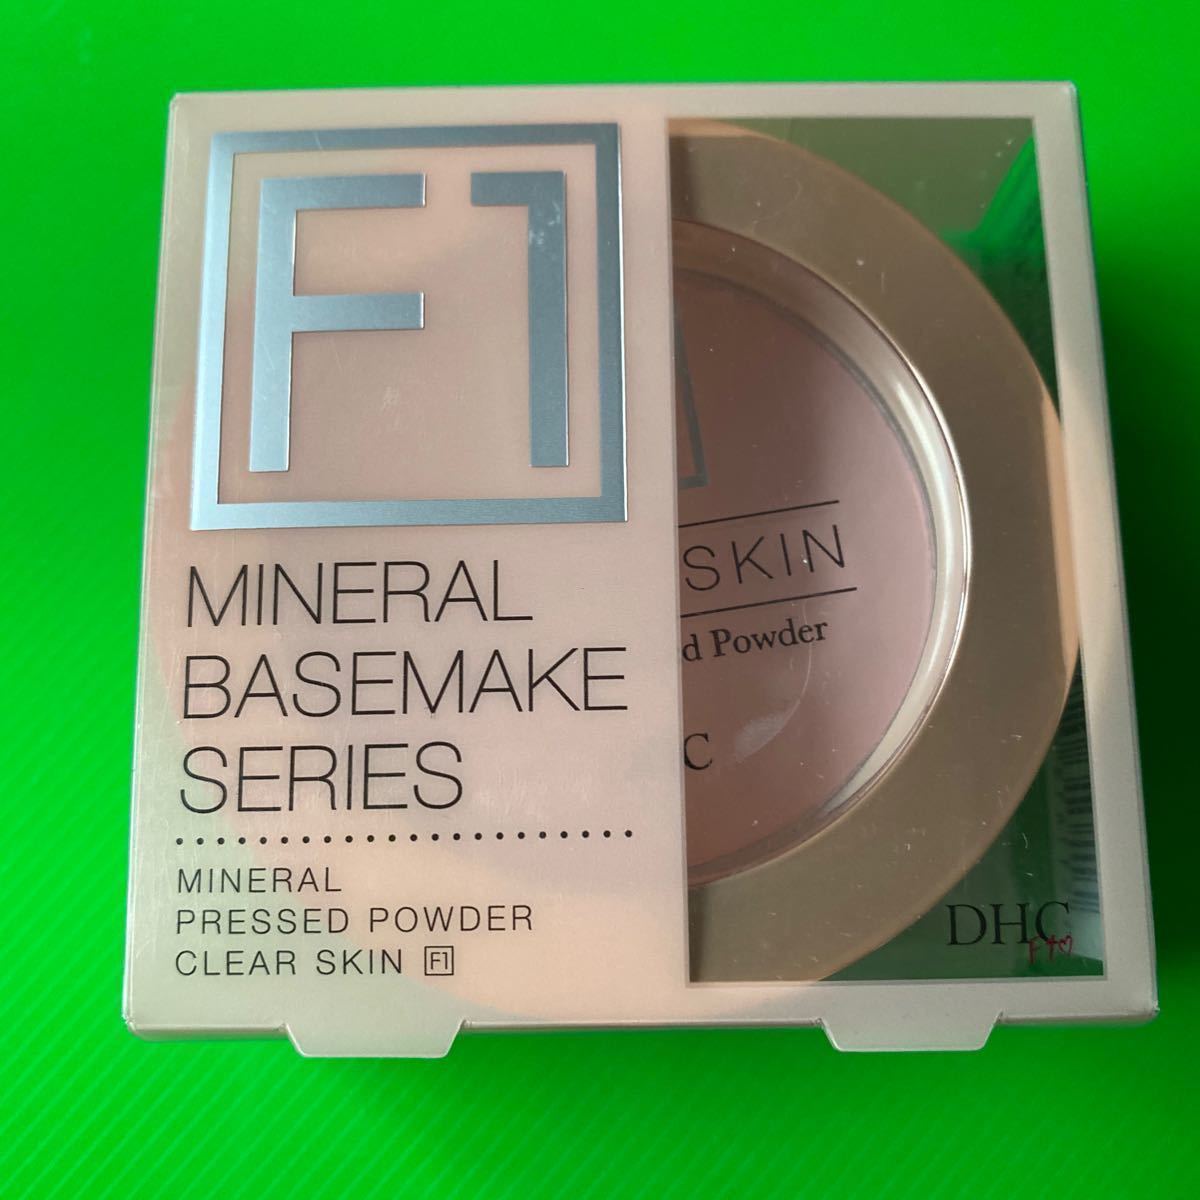 F1
MINERAL
BASEMAKE
SERIES
MINERAL
PRESSED POWDER
CLEAR SKIN F1
SKIN
d Powder
C
DHC